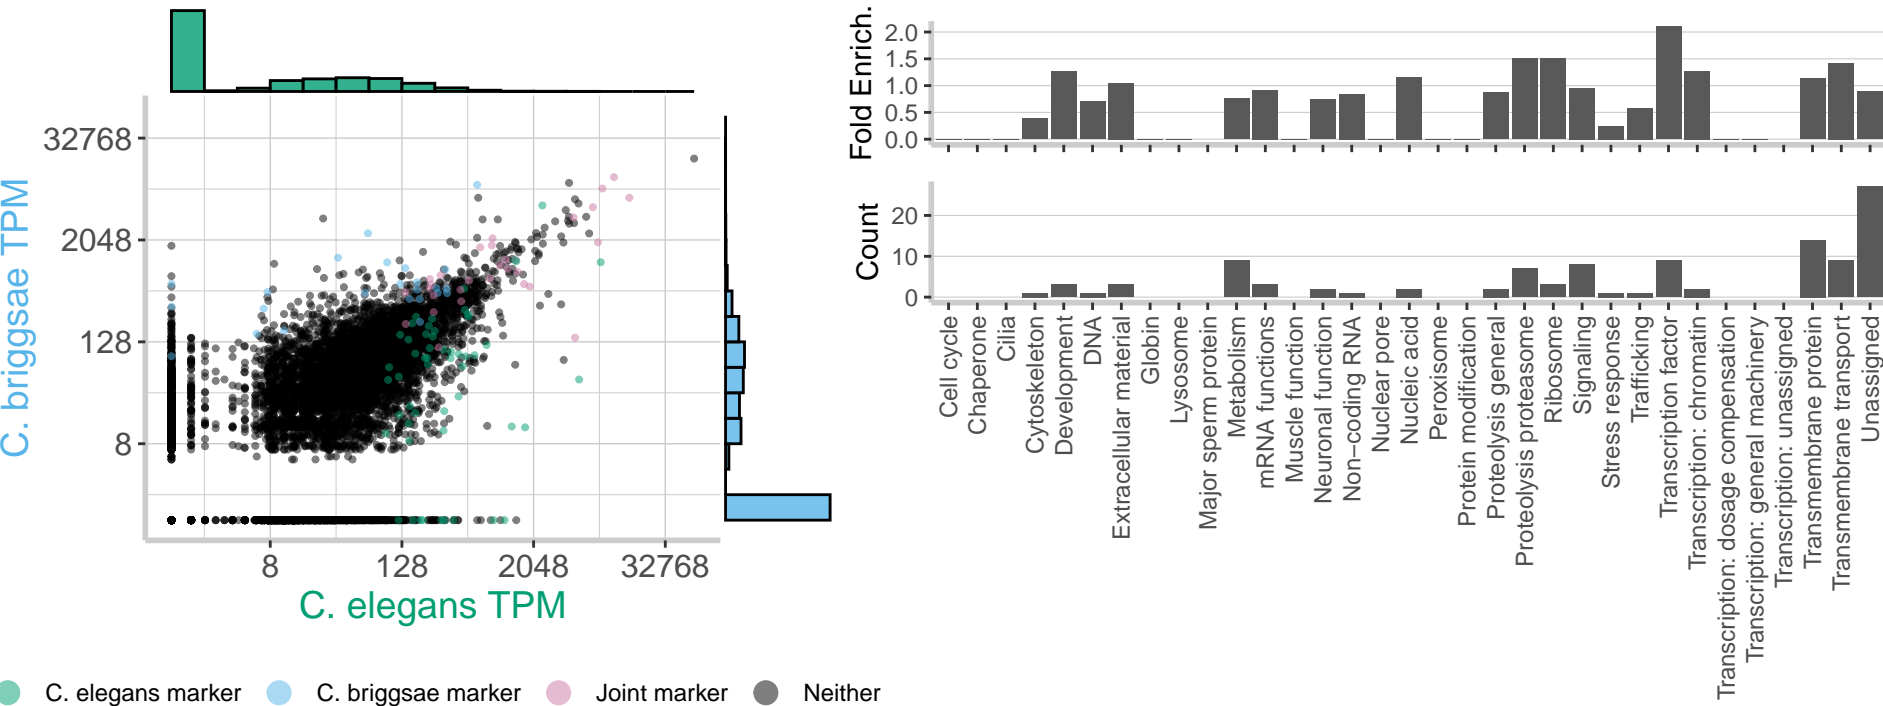 32768
2048
128
8
C. briggsae TPM
8
128
2048
32768
C. elegans TPM
C. elegans marker
C. briggsae marker
Joint marker
Neither
Fold Enrich.
2.0
1.5
1.0
0.5
0.0
Count
20
10
0
Cell cycle
Chaperone
Cilia
Cytoskeleton
Development
DNA
Extracellular material
Globin
Lysosome
Major sperm protein
Metabolism
mRNA functions
Muscle function
Neuronal function
Non−coding RNA
Nuclear pore
Nucleic acid
Peroxisome
Protein modification
Proteolysis general
Proteolysis proteasome
Ribosome
Signaling
Stress response
Trafficking
Transcription factor
Transcription: chromatin
Transcription: dosage compensation
Transcription: general machinery
Transcription: unassigned
Transmembrane protein
Transmembrane transport
Unassigned